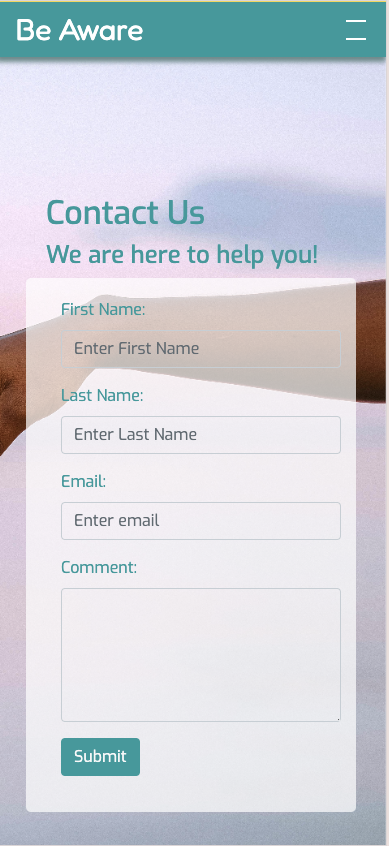 Be Aware
Contact Us
We are here to help you!
First Name:
Enter First Name
Last Name:
Enter Last Name
Email:
Enter email
Comment:
Submit